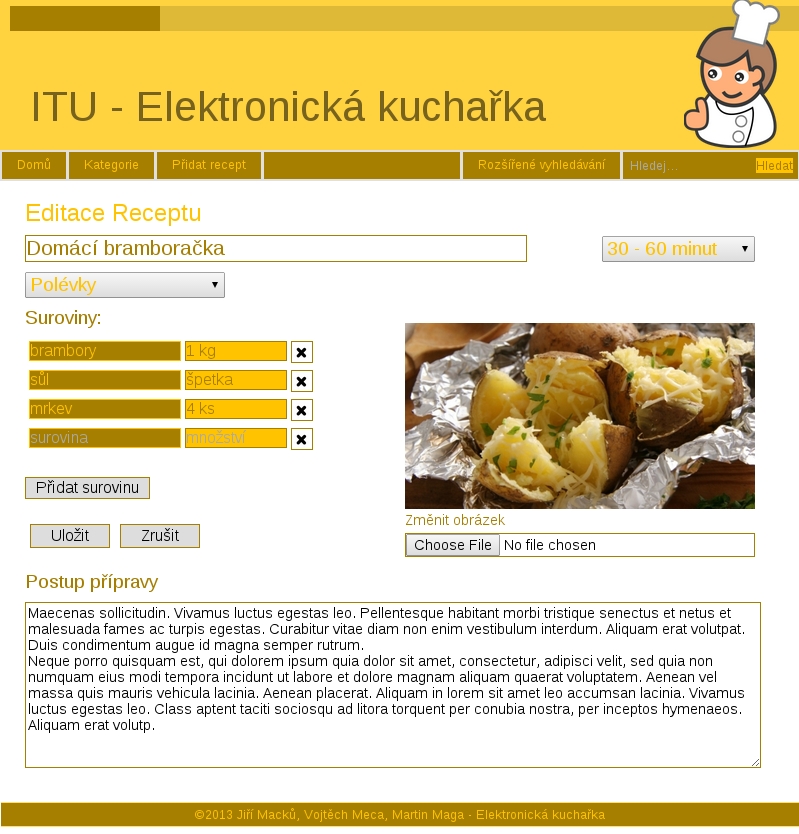 ITU - Elektronická kuchařka
Domů Kategorie Přidat recept Rozšířené vyhledávání Hledej... Hledat
Editace Receptu
Domácí bramboračka 30 - 60 minut
Polévky
Suroviny:
brambory 1 kg
sůl špetka
mrkev 4 ks
surovina množství
Přidat surovinu
Uložit Zrušit
Změnit obrázek
Choose File No file chosen
Postup přípravy
Maecenas sollicitudin. Vivamus luctus egestas leo. Pellentesque habitant morbi tristique senectus et netus et
malesuada fames ac turpis egestas. Curabitur vitae diam non enim vestibulum interdum. Aliquam erat volutpat.
Duis condimentum augue id magna semper rutrum.
Neque porro quisquam est, qui dolorem ipsum quia dolor sit amet, consectetur, adipisci velit, sed quia non
numquam eius modi tempora incidunt ut labore et dolore magnam aliquam quaerat voluptatem. Aenean vel
massa quis mauris vehicula lacinia. Aenean placerat. Aliquam in lorem sit amet leo accumsan lacinia. Vivamus
luctus egestas leo. Class aptent taciti sociosqu ad litora torquent per conubia nostra, per inceptos hymenaeos.
Aliquam erat volutp.
©2013 Jiří Macků, Vojtěch Meca, Martin Maga - Elektronická kuchařka